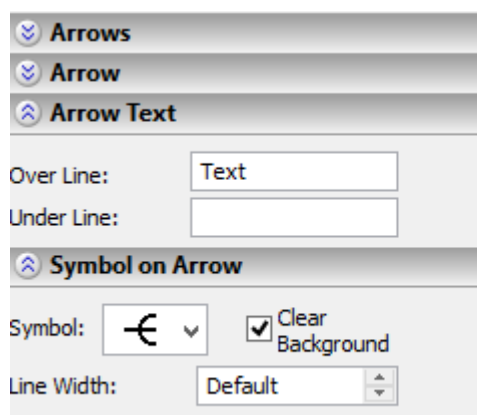 Arrows
Arrow
Arrow Text
Over Line: Text
Under Line:
Symbol on Arrow
Symbol: Clear
Background
Line Width: Default